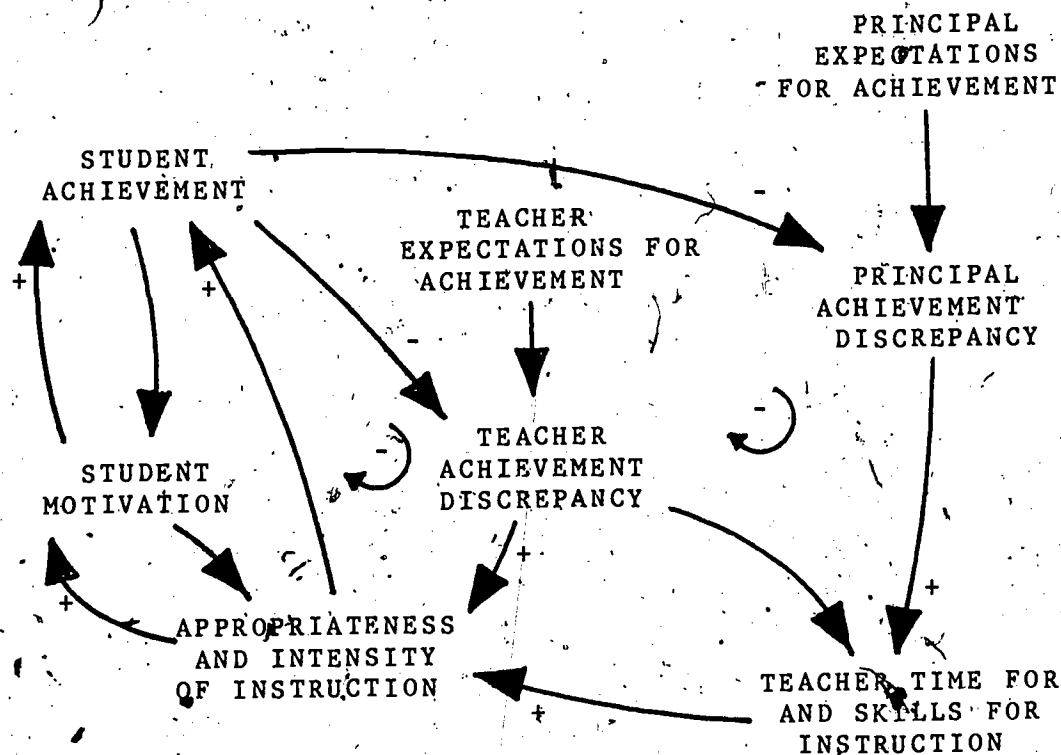 PRINCIPAL
EXPECTATIONS
FOR ACHIEVEMENT
STUDENT
ACHIEVEMENT
-
TEACHER
EXPECTATIONS FOR
ACHIEVEMENT
PRINCIPAL
ACHIEVEMENT
DISCREPANCY
+
+
-
-
TEACHER
ACHIEVEMENT
DISCREPANCY
-
STUDENT
MOTIVATION
+
+
+
APPROPRIATENESS
AND INTENSITY
OF INSTRUCTION
TEACHER TIME FOR
AND SKILLS FOR
INSTRUCTION
+